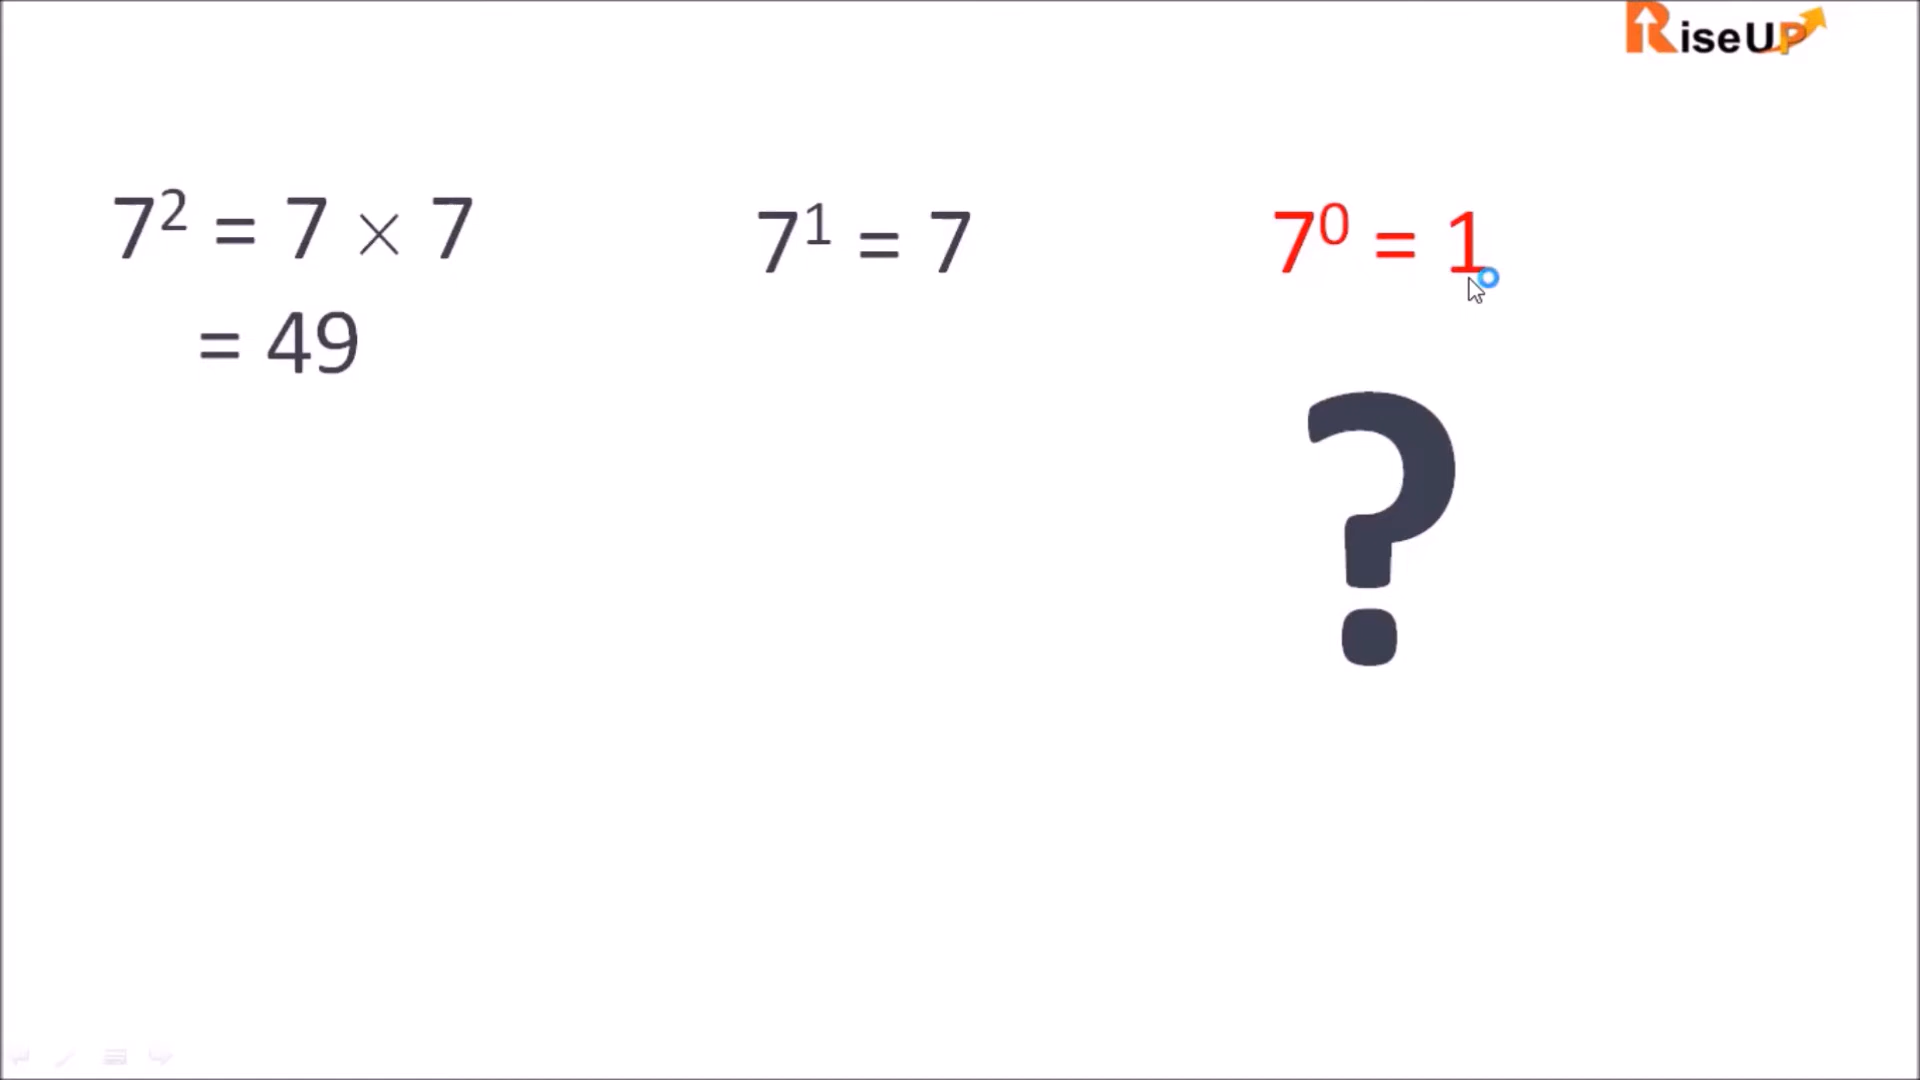 RiseUP
7² = 7 × 7
= 49
7¹ = 7
7⁰ = 1
?